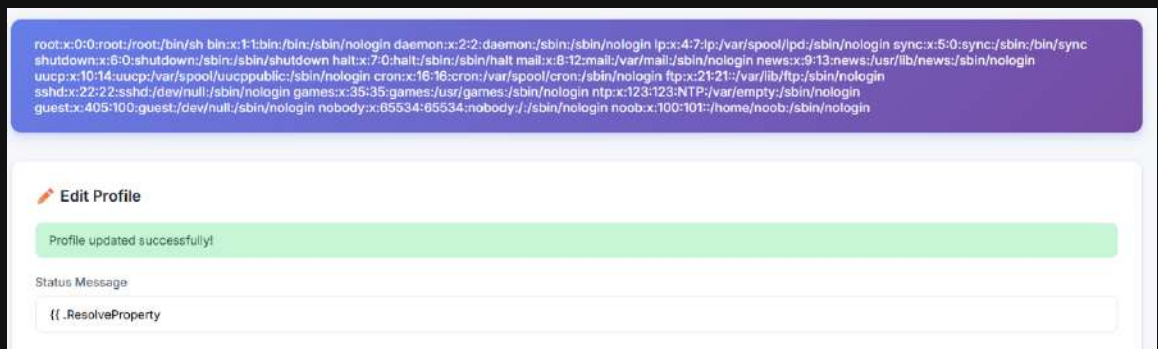 root:x:0:0:root:/root:/bin/sh bin:x:1:1:bin:/bin:/sbin/nologin daemon:x:2:2:daemon:/sbin:/sbin/nologin lp:x:4:7:lp:/var/spool/lpd:/sbin/nologin sync:x:5:0:sync:/sbin:/bin/sync
shutdown:x:6:0:shutdown:/sbin:/sbin/shutdown halt:x:7:0:halt:/sbin:/sbin/halt mail:x:8:12:mail:/var/mail:/sbin/nologin news:x:9:13:news:/usr/lib/news:/sbin/nologin
uucp:x:10:14:uucp:/var/spool/uucppublic:/sbin/nologin cron:x:16:16:cron:/var/spool/cron:/sbin/nologin ftp:x:21:21::/var/lib/ftp:/sbin/nologin
sshd:x:22:22:sshd:/dev/null:/sbin/nologin games:x:35:35:games:/usr/games:/sbin/nologin ntp:x:123:123:NTP:/var/empty:/sbin/nologin
guest:x:405:100:guest:/dev/null:/sbin/nologin nobody:x:65534:65534:nobody:/:/sbin/nologin noob:x:100:101::/home/noob:/sbin/nologin
Edit Profile
Profile updated successfully!
Status Message
{{ .ResolveProperty